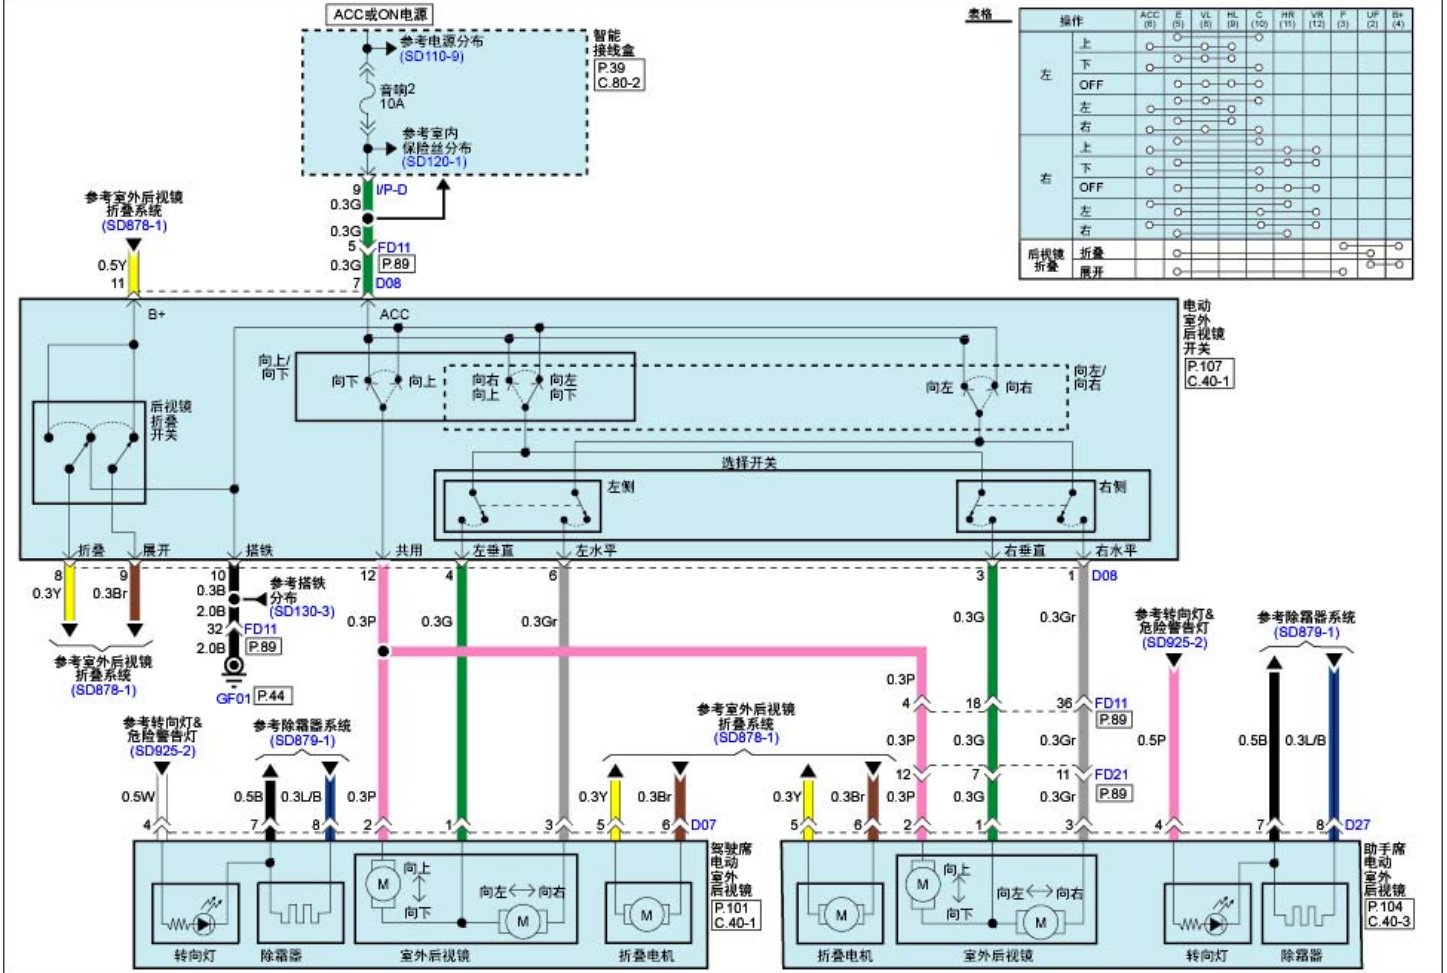 ACC或ON电源
参考电源分布
(SD110-9)
智能
接线盒
P.39
C.80-2
音响2
10A
参考室内
保险丝分布
(SD120-1)
9 I/P-D
0.3G
0.3G
5 FD11
0.3G P.89
7 D08
参考室外后视镜
折叠系统
(SD878-1)
0.5Y
11
表格
操作 ACC E VL HL C HR VR F UF B+
(6) (5) (8) (9) (10) (11) (12) (3) (2) (4)
左
上
下
OFF
左
右
右
上
下
OFF
左
右
后视镜
折叠
折叠
展开
B+
ACC
电动
室外
后视镜
开关
P.107
C.40-1
向上/
向下
向下 向上
向右
向上
向左
向下
向左 向右
向左/
向右
后视镜
折叠
开关
选择开关
左侧
右侧
折叠 展开 搭铁 共用 左垂直 左水平 右垂直 右水平
8 9 10 12 4 6 3 1 D08
0.3Y 0.3Br 0.3B
参考搭铁
分布
(SD130-3)
2.0B
32 FD11
2.0B P.89
GF01 P.44
0.3P 0.3G 0.3Gr 0.3G 0.3Gr
参考室外后视镜
折叠系统
(SD878-1)
参考转向灯&
危险警告灯
(SD925-2)
参考除霜器系统
(SD879-1)
0.3P
4 18 36 FD11
P.89
0.3P 0.3G 0.3Gr
12 7 11 FD21
P.89
0.3P 0.3G 0.3Gr
0.5P 0.5B 0.3L/B
参考转向灯&
危险警告灯
(SD925-2)
参考除霜器系统
(SD879-1)
参考室外后视镜
折叠系统
(SD878-1)
0.5W 0.5B 0.3L/B 0.3P 0.3Y 0.3Br 0.3Y 0.3Br
4 7 8 2 1 3 5 6 D07
5 6 2 1 3 4 7 8 D27
驾驶席
电动
室外
后视镜
P.101
C.40-1
助手席
电动
室外
后视镜
P.104
C.40-3
M
向上
向下
向左 向右
M
M
M
M
向上
向下
向左 向右
M
转向灯 除霜器 室外后视镜 折叠电机
折叠电机 室外后视镜 转向灯 除霜器